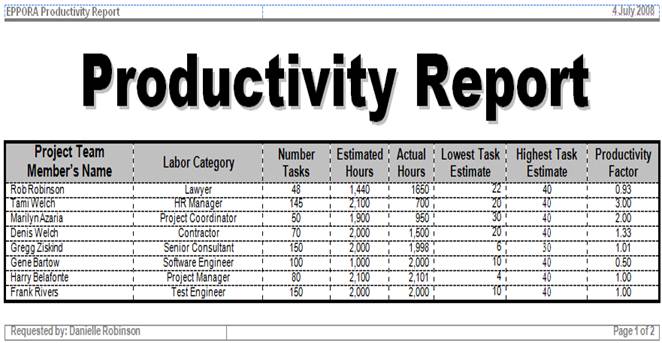 EPPORA Productivity Report 4 July 2008
Productivity Report
Project Team Member's Name Labor Category Number Tasks Estimated Hours Actual Hours Lowest Task Estimate Highest Task Estimate Productivity Factor
Rob Robinson Lawyer 48 1,440 1650 22 40 0.93
Tami Welch HR Manager 145 2,100 700 20 40 3.00
Marilyn Azaria Project Coordinator 50 1,900 950 30 40 2.00
Denis Welch Contractor 70 2,000 1,500 20 40 1.33
Gregg Ziskind Senior Consultant 150 2,000 1,998 6 30 1.01
Gene Bartow Software Engineer 100 1,000 2,000 10 40 0.50
Harry Belafonte Project Manager 80 2,100 2,101 4 40 1.00
Frank Rivers Test Engineer 150 2,000 2,000 10 40 1.00
Requested by: Danielle Robinson Page 1 of 2